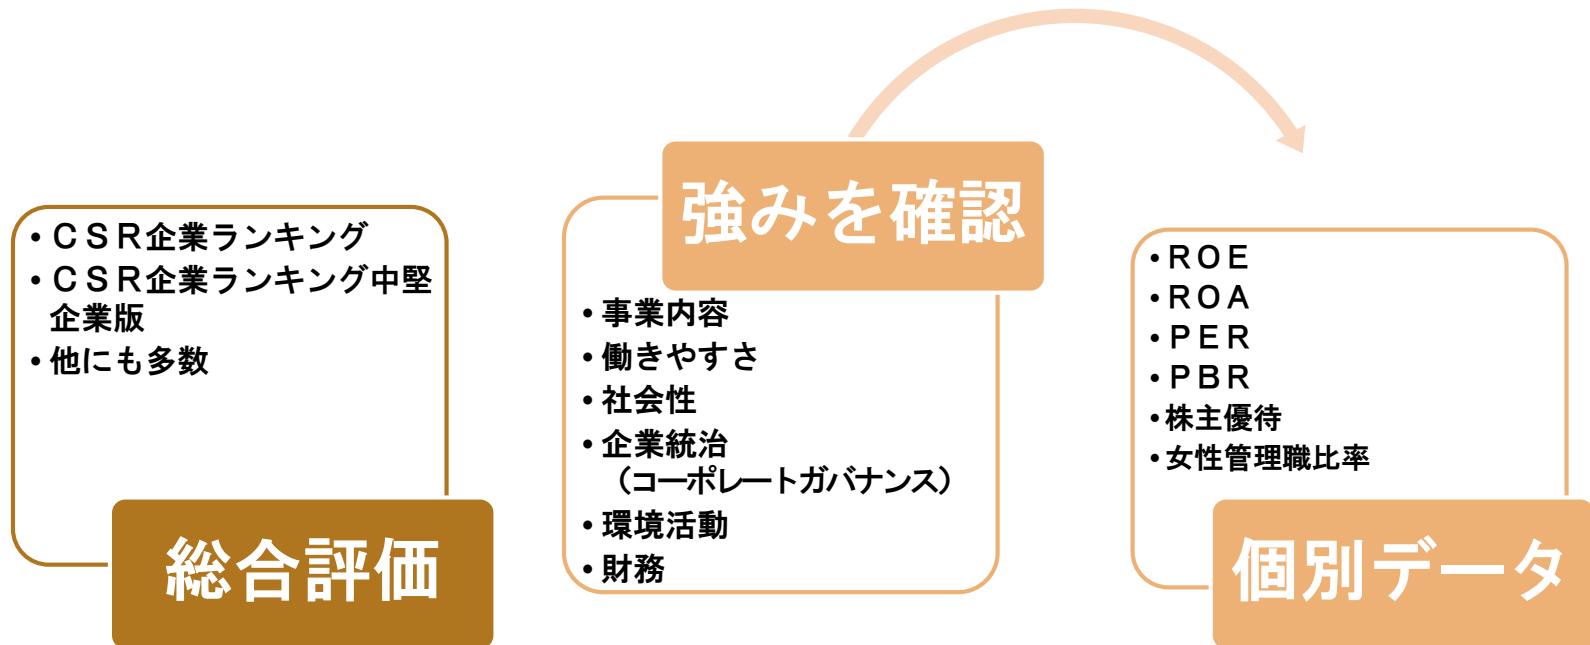 ・ＣＳＲ企業ランキング
・ＣＳＲ企業ランキング中堅
企業版
・他にも多数
総合評価
強みを確認
・事業内容
・働きやすさ
・社会性
・企業統治
（コーポレートガバナンス）
・環境活動
・財務
・ＲＯＥ
・ＲＯＡ
・ＰＥＲ
・ＰＢＲ
・株主優待
・女性管理職比率
個別データ